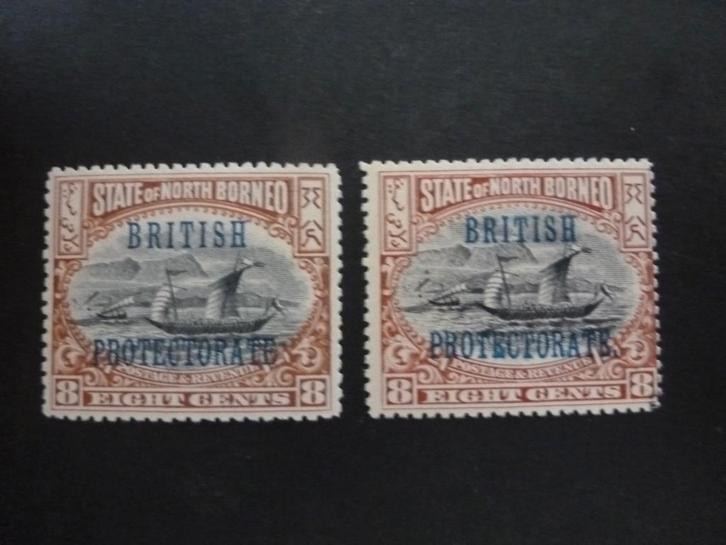 STATE OF NORTH BORNEO
BRITISH
PROTECTORATE
POSTAGE & REVENUE
8 EIGHT CENTS 8
STATE OF NORTH BORNEO
BRITISH
PROTECTORATE.
POSTAGE & REVENUE
8 EIGHT CENTS 8